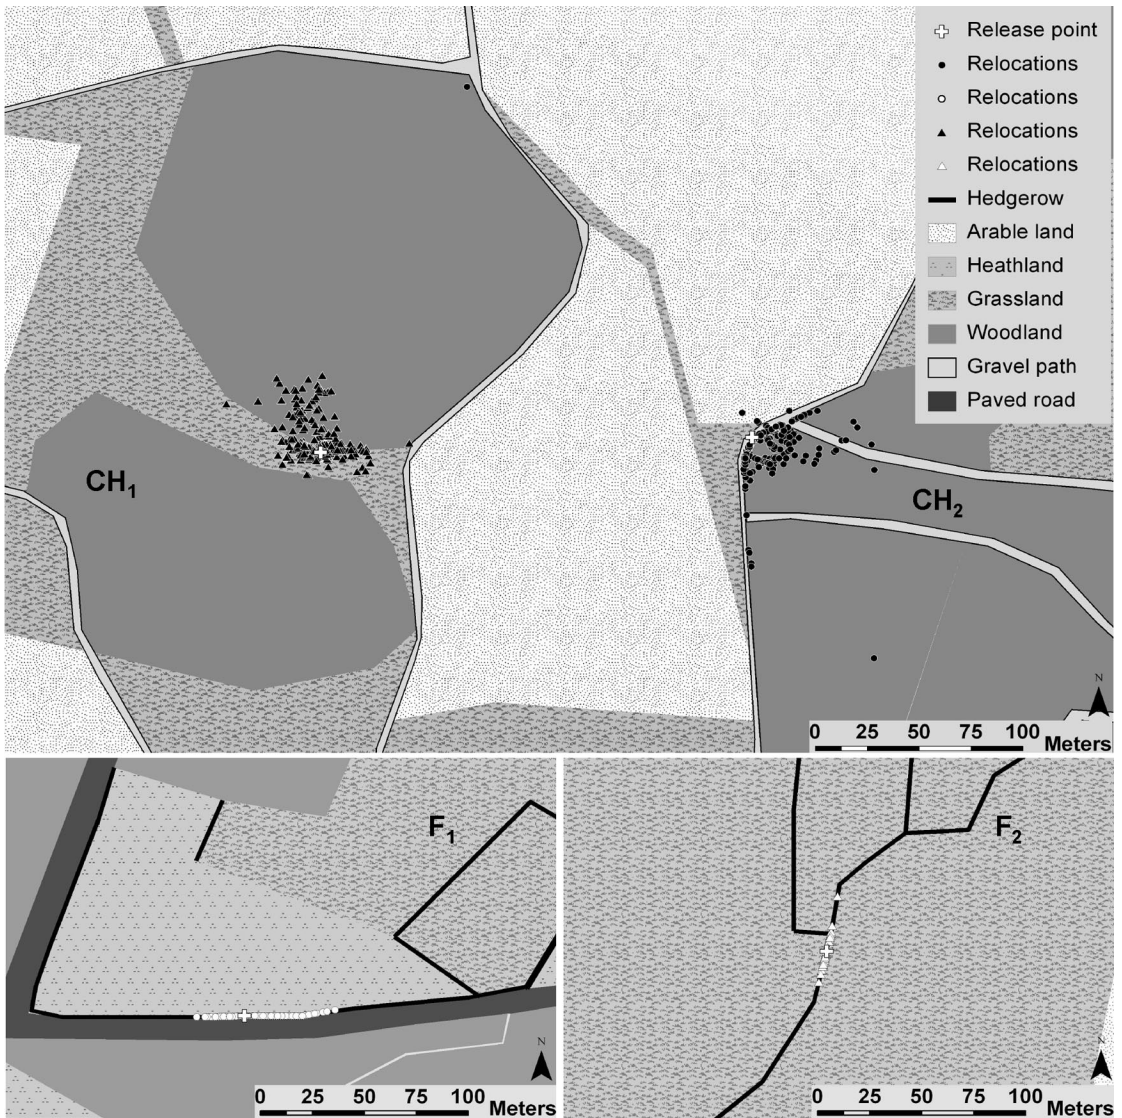 Release point
Relocations
Relocations
Relocations
Relocations
Hedgerow
Arable land
Heathland
Grassland
Woodland
Gravel path
Paved road
CH1
CH2
N
0 25 50 75 100 Meters
F1
N
0 25 50 75 100 Meters
F2
N
0 25 50 75 100 Meters